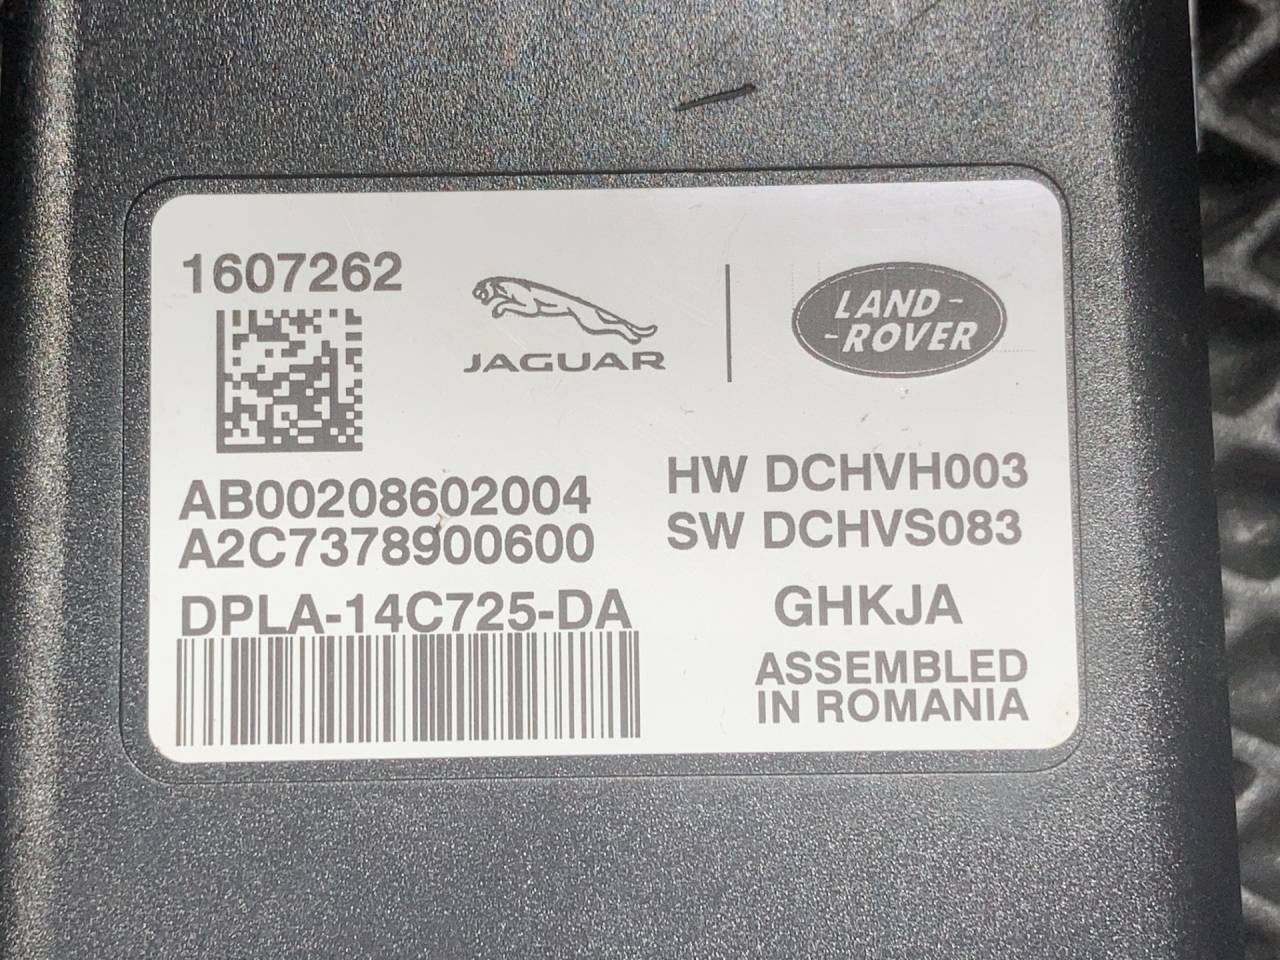 1607262
JAGUAR
LAND-
-ROVER
AB00208602004
A2C7378900600
DPLA-14C725-DA
HW DCHVH003
SW DCHVS083
GHKJA
ASSEMBLED
IN ROMANIA